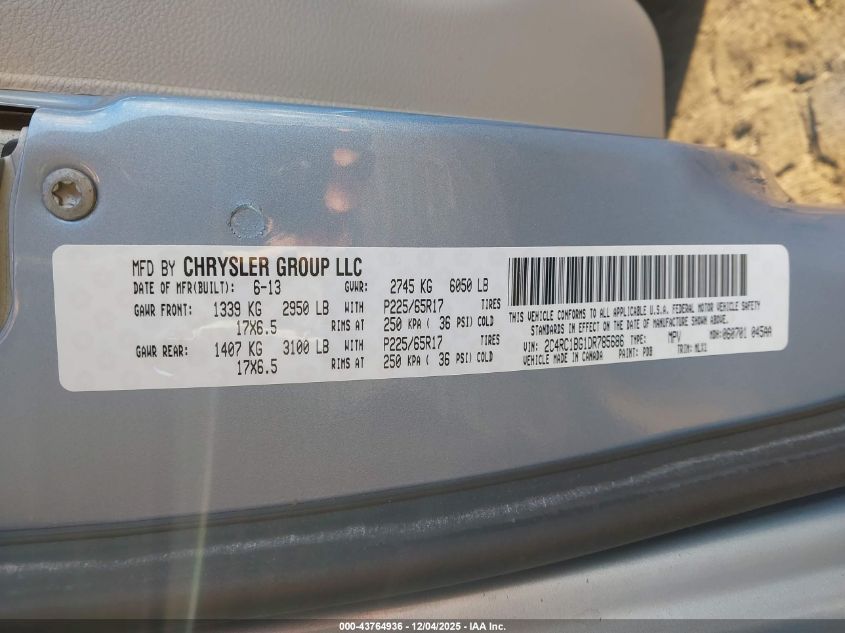 MFD BY CHRYSLER GROUP LLC
DATE OF MFR(BUILT): 6-13 GVWR: 2745 KG 6050 LB
GAWR FRONT: 1339 KG 2950 LB WITH P225/65R17 TIRES
17X6.5 RIMS AT 250 KPA ( 36 PSI) COLD
GAWR REAR: 1407 KG 3100 LB WITH P225/65R17 TIRES
17X6.5 RIMS AT 250 KPA ( 36 PSI) COLD
THIS VEHICLE CONFORMS TO ALL APPLICABLE U.S.A. FEDERAL MOTOR VEHICLE SAFETY
STANDARDS IN EFFECT ON THE DATE OF MANUFACTURE SHOWN ABOVE.
VIN: 2C4RC1BG1DR785686 TYPE: MPV MDH: 060701 045AA
VEHICLE MADE IN CANADA PAINT: PDB TRIM: MLX1
000-43764936 - 12/04/2025 - IAA Inc.